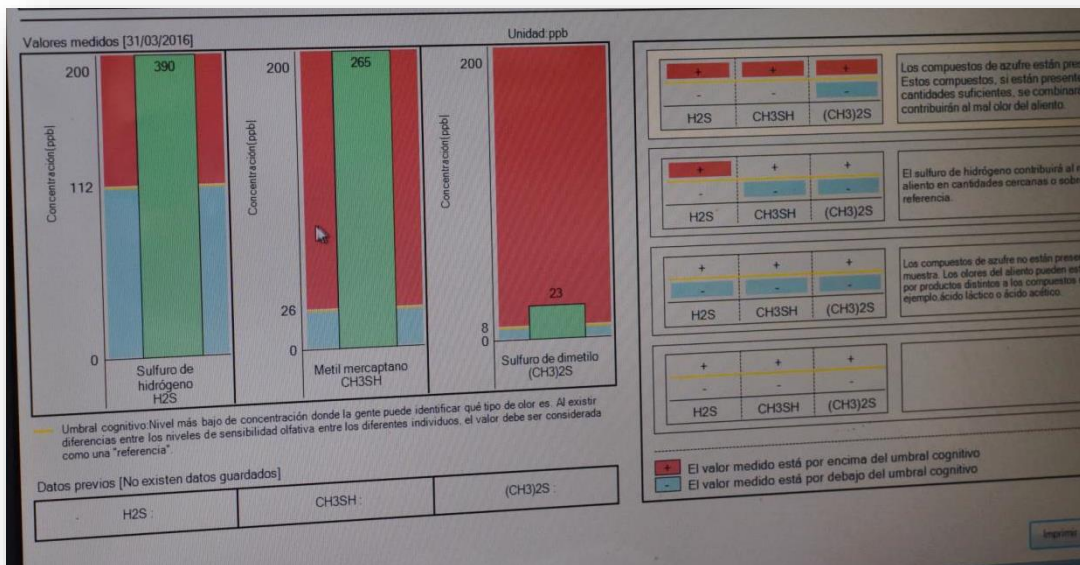 Valores medidos [31/03/2016]
Unidad:ppb
Concentración[ppb]
200
112
0
390
Sulfuro de
hidrógeno
H2S
Concentración[ppb]
200
26
0
265
Metil mercaptano
CH3SH
Concentración[ppb]
200
8
0
23
Sulfuro de dimetilo
(CH3)2S
Umbral cognitivo:Nivel más bajo de concentración donde la gente puede identificar qué tipo de olor es. Al existir
diferencias entre los niveles de sensibilidad olfativa entre los diferentes individuos, el valor debe ser considerada
como una "referencia".
Datos previos [No existen datos guardados]
H2S :
CH3SH :
(CH3)2S :
+ + +
- - -
H2S CH3SH (CH3)2S
Los compuestos de azufre están pres
Estos compuestos, si están presente
cantidades suficientes, se combinar
contribuirán al mal olor del aliento.
+ + +
- - -
H2S CH3SH (CH3)2S
El sulfuro de hidrógeno contribuirá al
aliento en cantidades cercanas o sobr
referencia.
+ + +
- - -
H2S CH3SH (CH3)2S
Los compuestos de azufre no están prese
muestra. Los olores del aliento pueden es
por productos distintos a los compuestos
ejemplo,ácido láctico o ácido acético.
+ + +
- - -
H2S CH3SH (CH3)2S
+ El valor medido está por encima del umbral cognitivo
- El valor medido está por debajo del umbral cognitivo
Imprimir